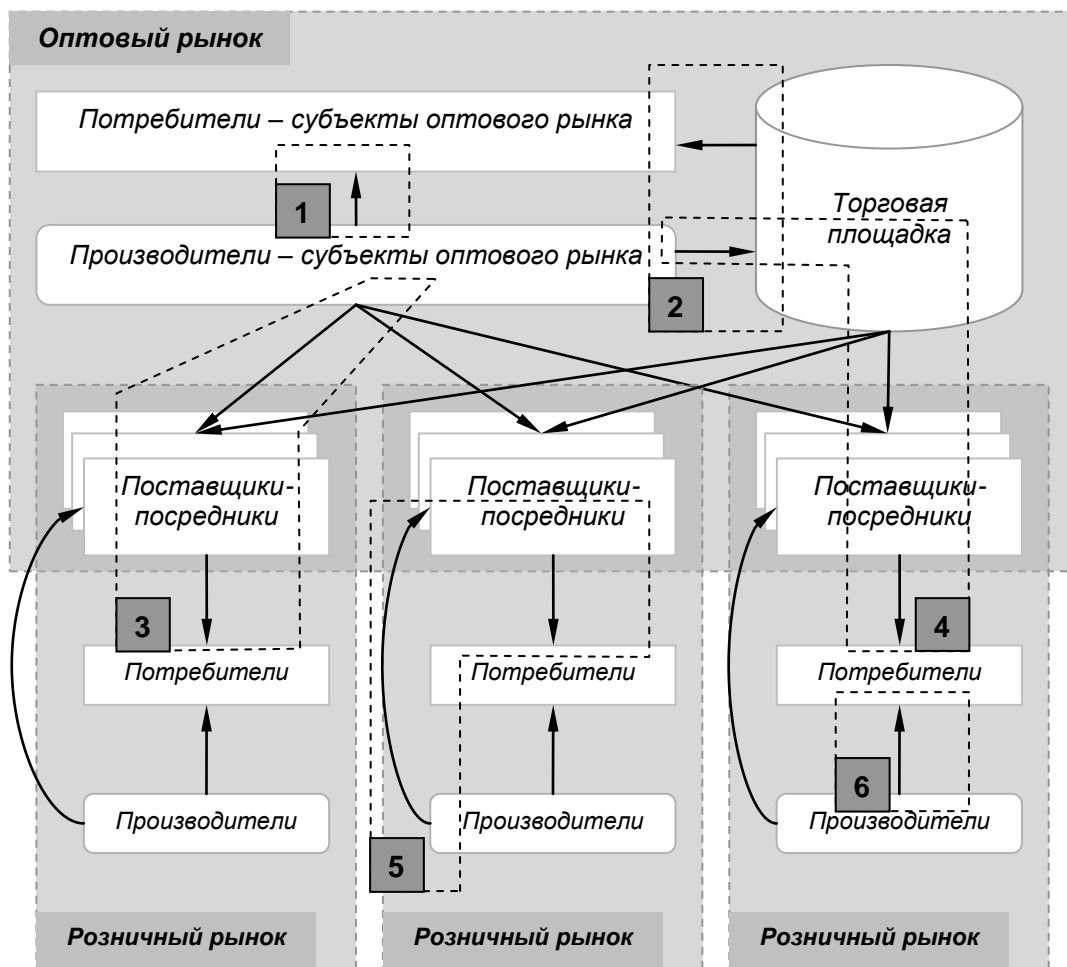 Оптовый рынок
Потребители – субъекты оптового рынка
1
Торговая
площадка
Производители – субъекты оптового рынка
2
Поставщики-
посредники
Поставщики-
посредники
Поставщики-
посредники
3
4
Потребители
Потребители
Потребители
6
Производители
Производители
Производители
5
Розничный рынок
Розничный рынок
Розничный рынок